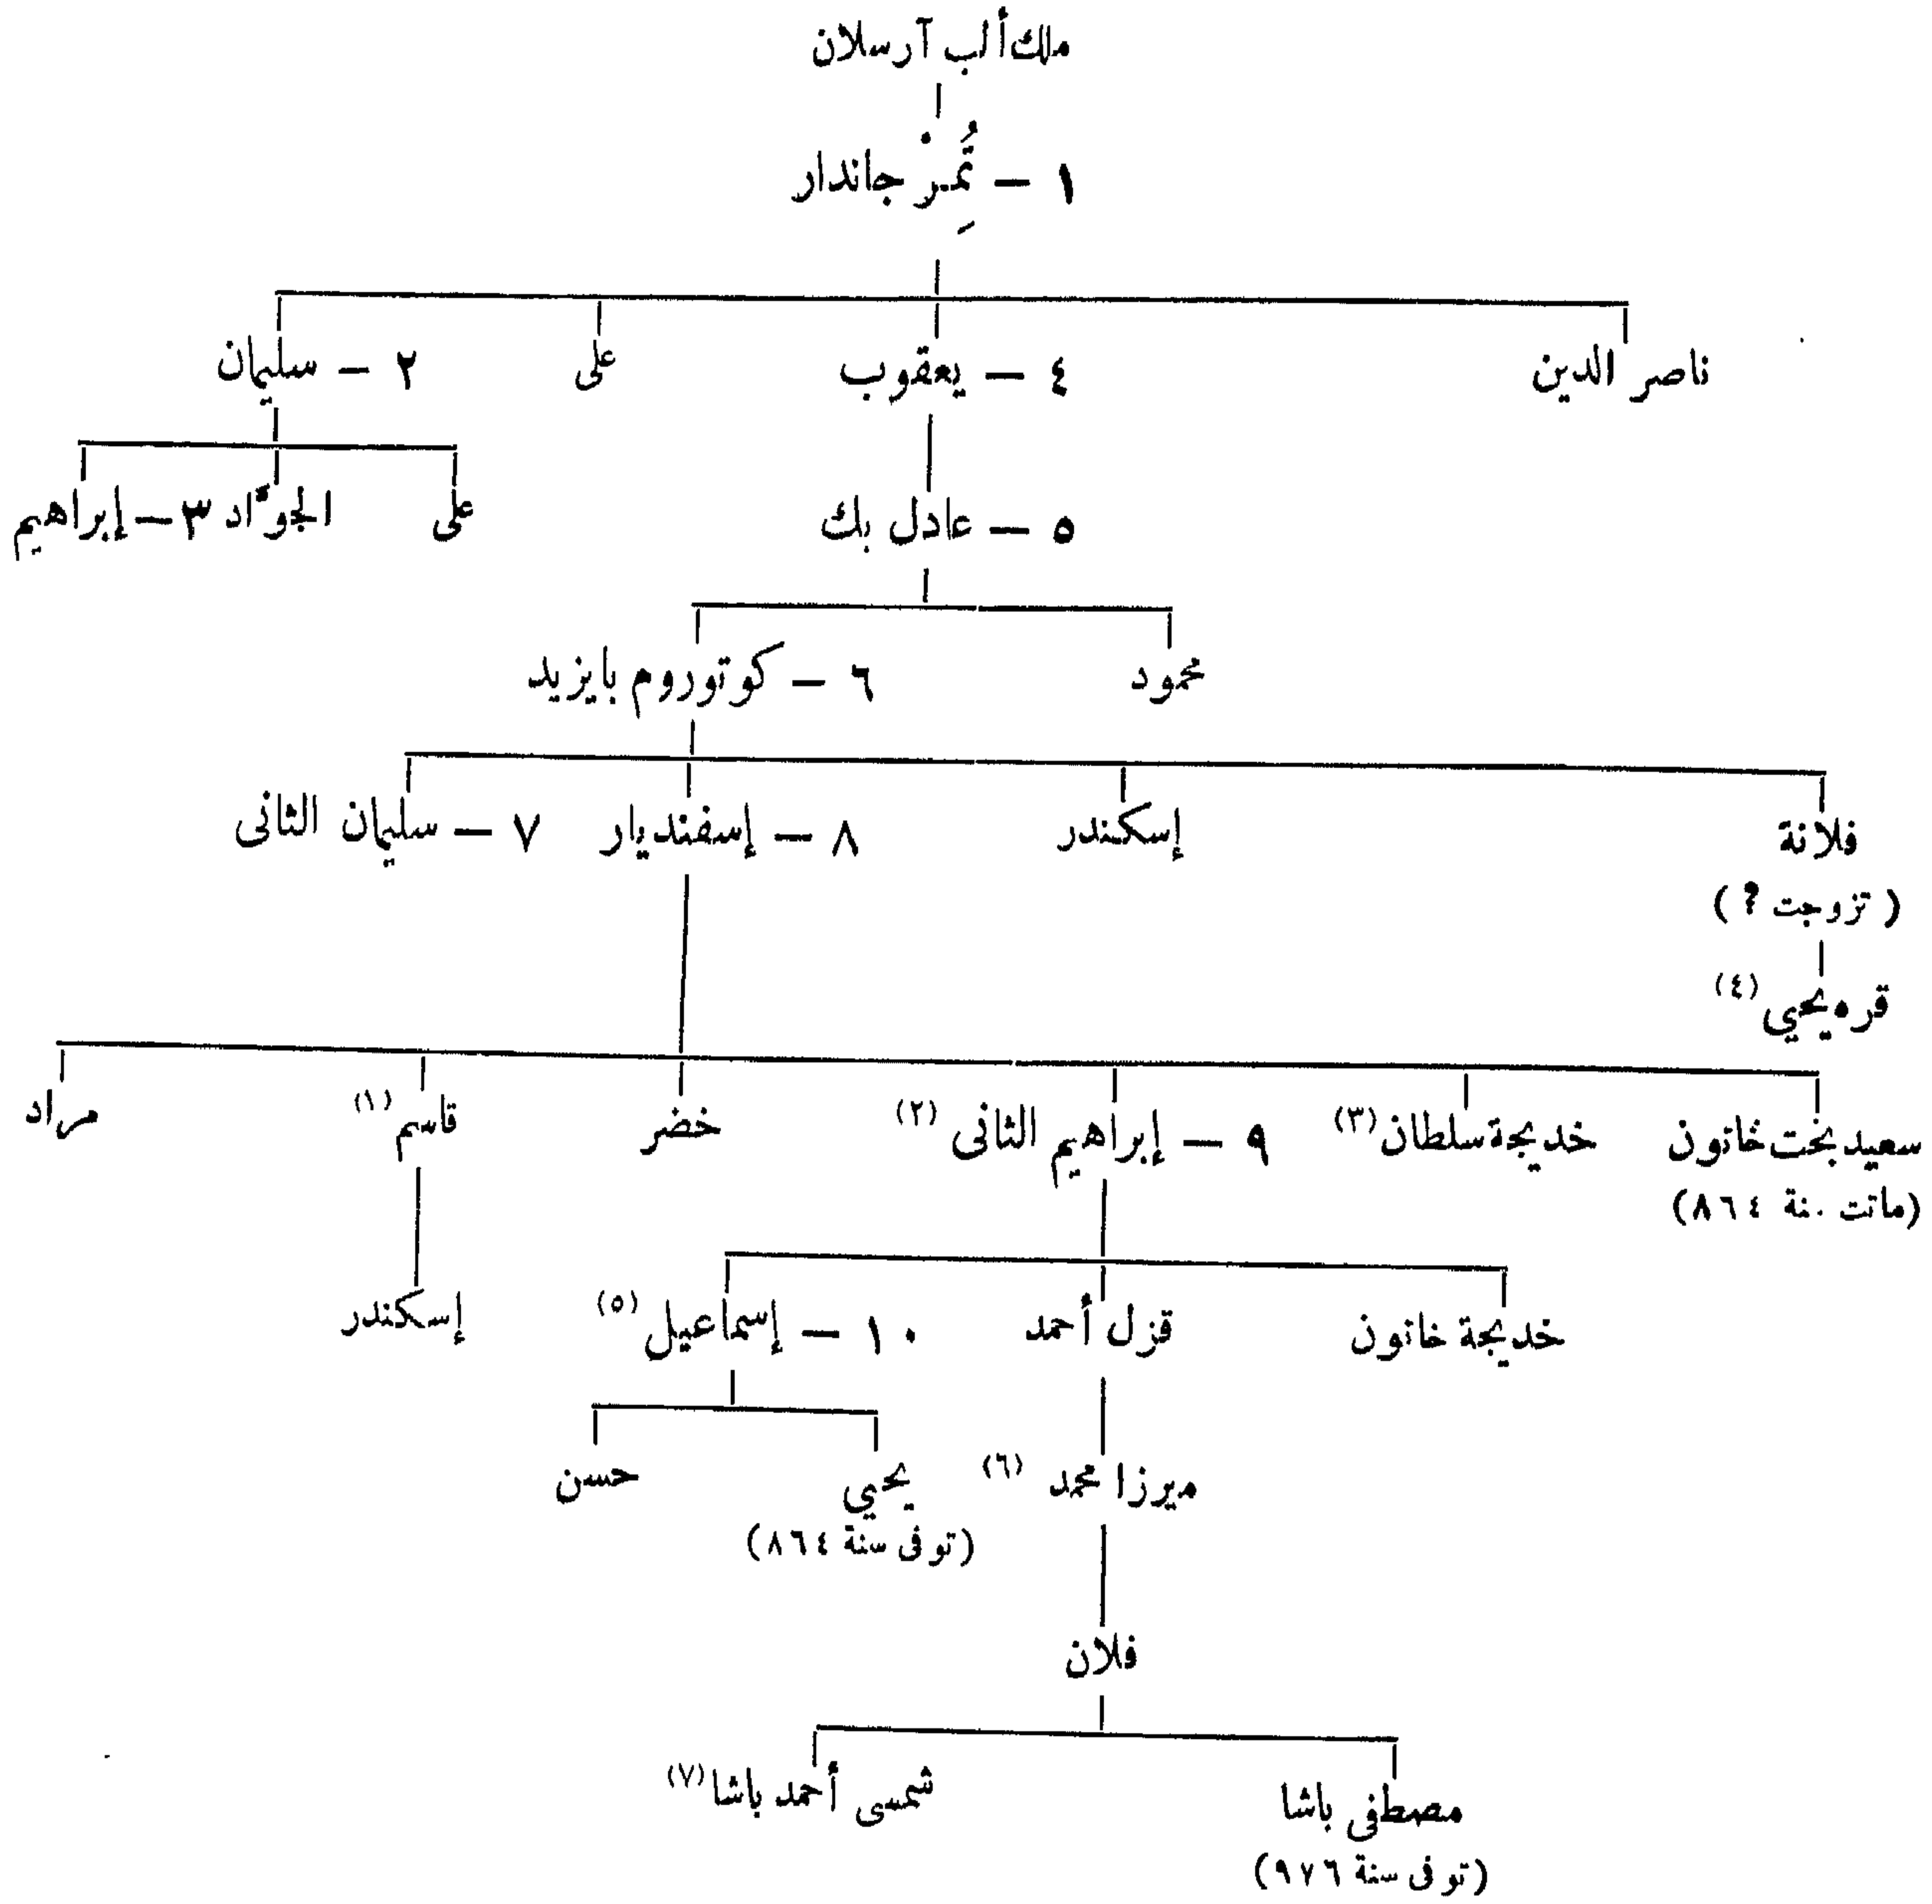 ملك ألب آرسلان
١ – تُمِرْ جاندار
ناصر الدين ٤ – يعقوب على ٢ – سليمان
٥ – عادل بك على الجوّاد ٣ – إبراهيم
محمود ٦ – كوتوروم بايزيد
فلانة إسكندر ٨ – إسفنديار ٧ – سليمان الثانى
(تزوجت ؟)
قره يحيي (٤)
سعيد بخت خاتون خديجة سلطان (٣) ٩ – إبراهيم الثانى (٢) خضر قاسم (١) مراد
(ماتت سنة ٨٦٤)
خديجة خاتون قزل أحمد ١٠ – إسماعيل (٥) إسكندر
ميرزا محمد (٦) يحيي حسن
(توفى سنة ٨٦٤)
فلان
مصطفى باشا شمسى أحمد باشا (٧)
(توفى سنة ٩٧٦)